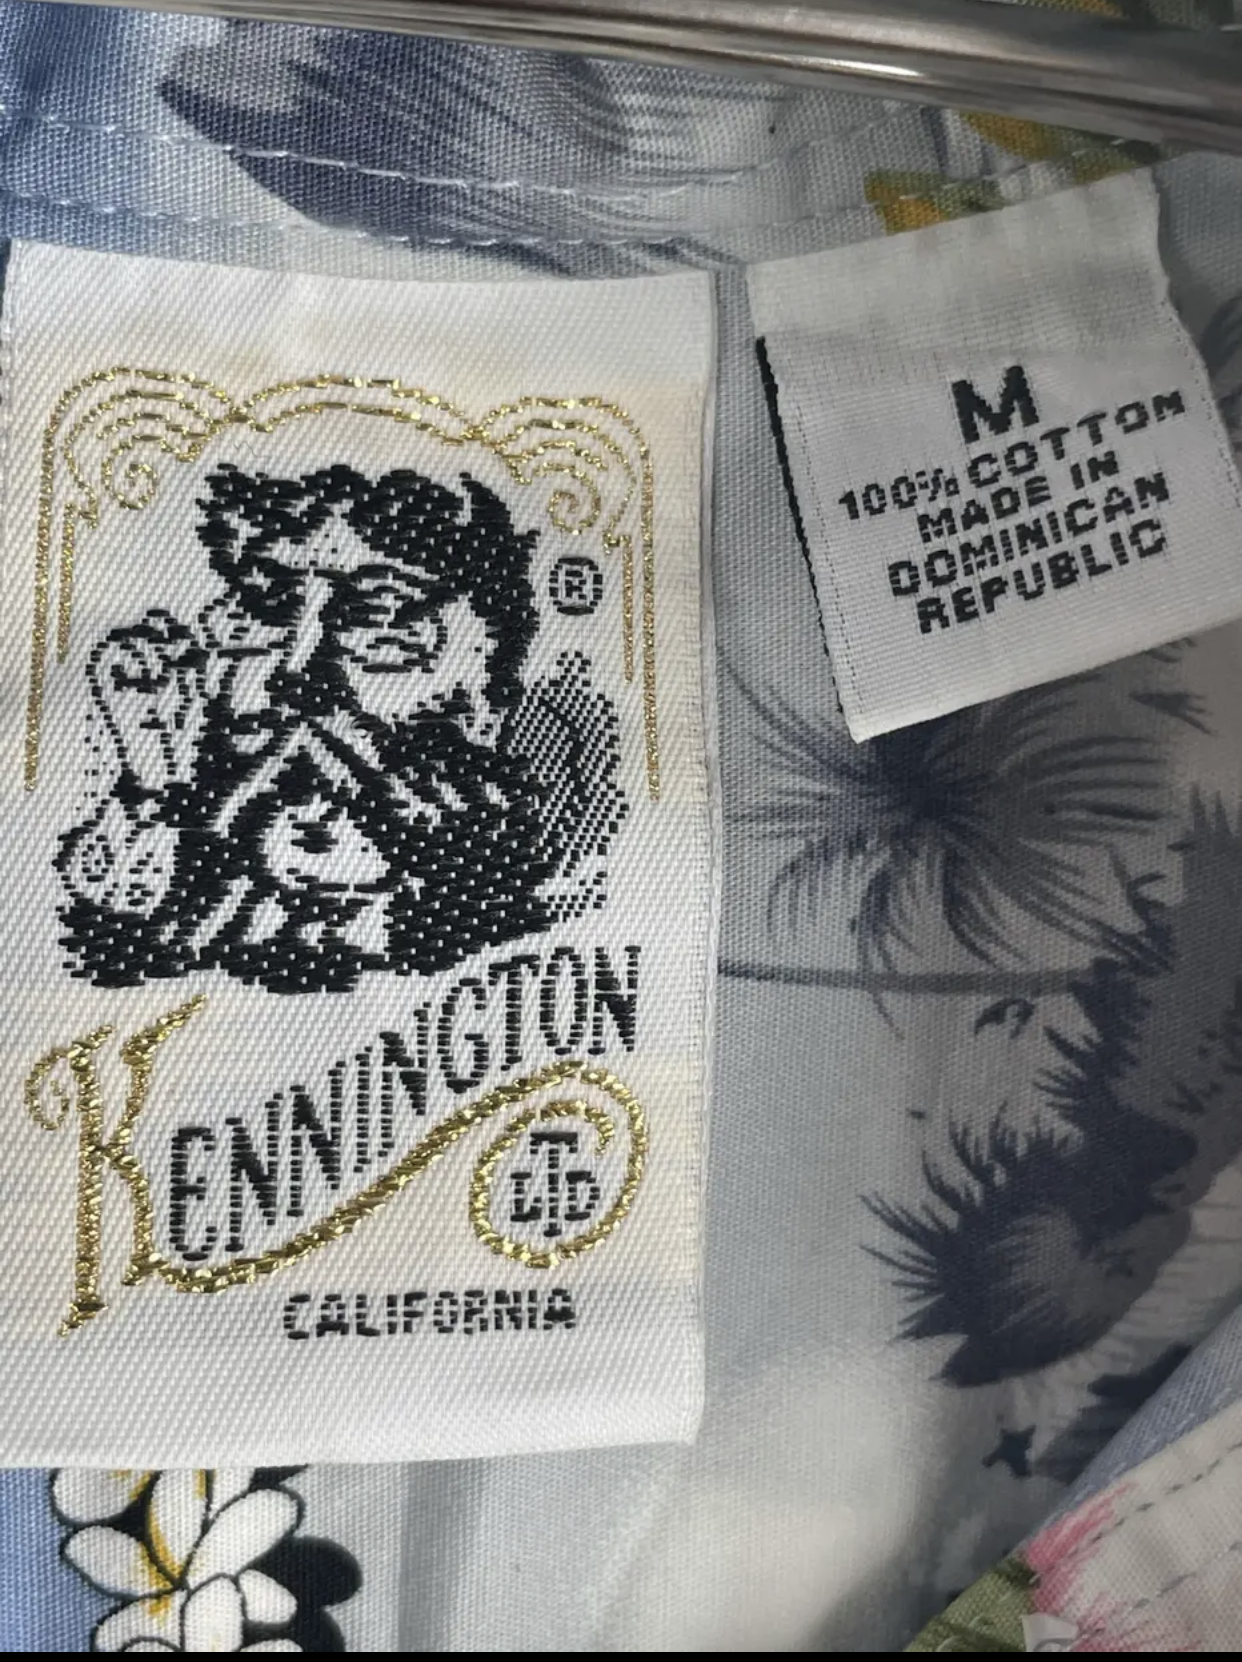 ®
KENNINGTON
LTD
CALIFORNIA
M
100% COTTON
MADE IN
DOMINICAN
REPUBLIC